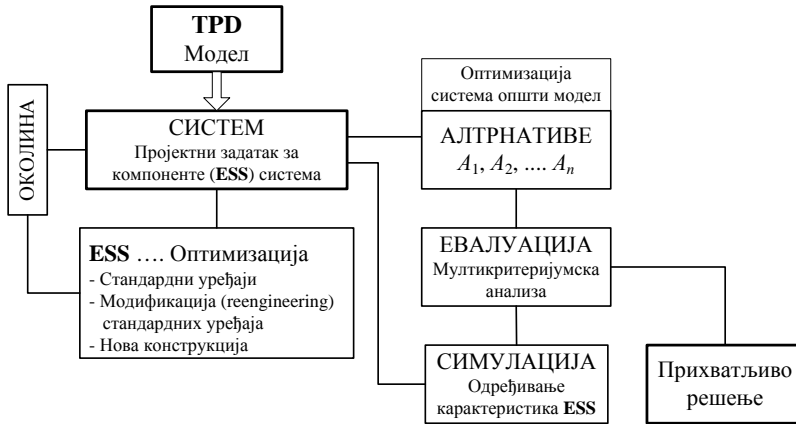 TPD
Модел
ОКОЛИНА
СИСТЕМ
Пројектни задатак за
компоненте (ESS) система
ESS .... Оптимизација
- Стандардни уређаји
- Модификација (reengineering)
стандардних уређаја
- Нова конструкција
Оптимизација
система општи модел
АЛТРНАТИВЕ
A1, A2, .... An
ЕВАЛУАЦИЈА
Мултикритеријумска
анализа
СИМУЛАЦИЈА
Одређивање
карактеристика ESS
Прихватљиво
решење